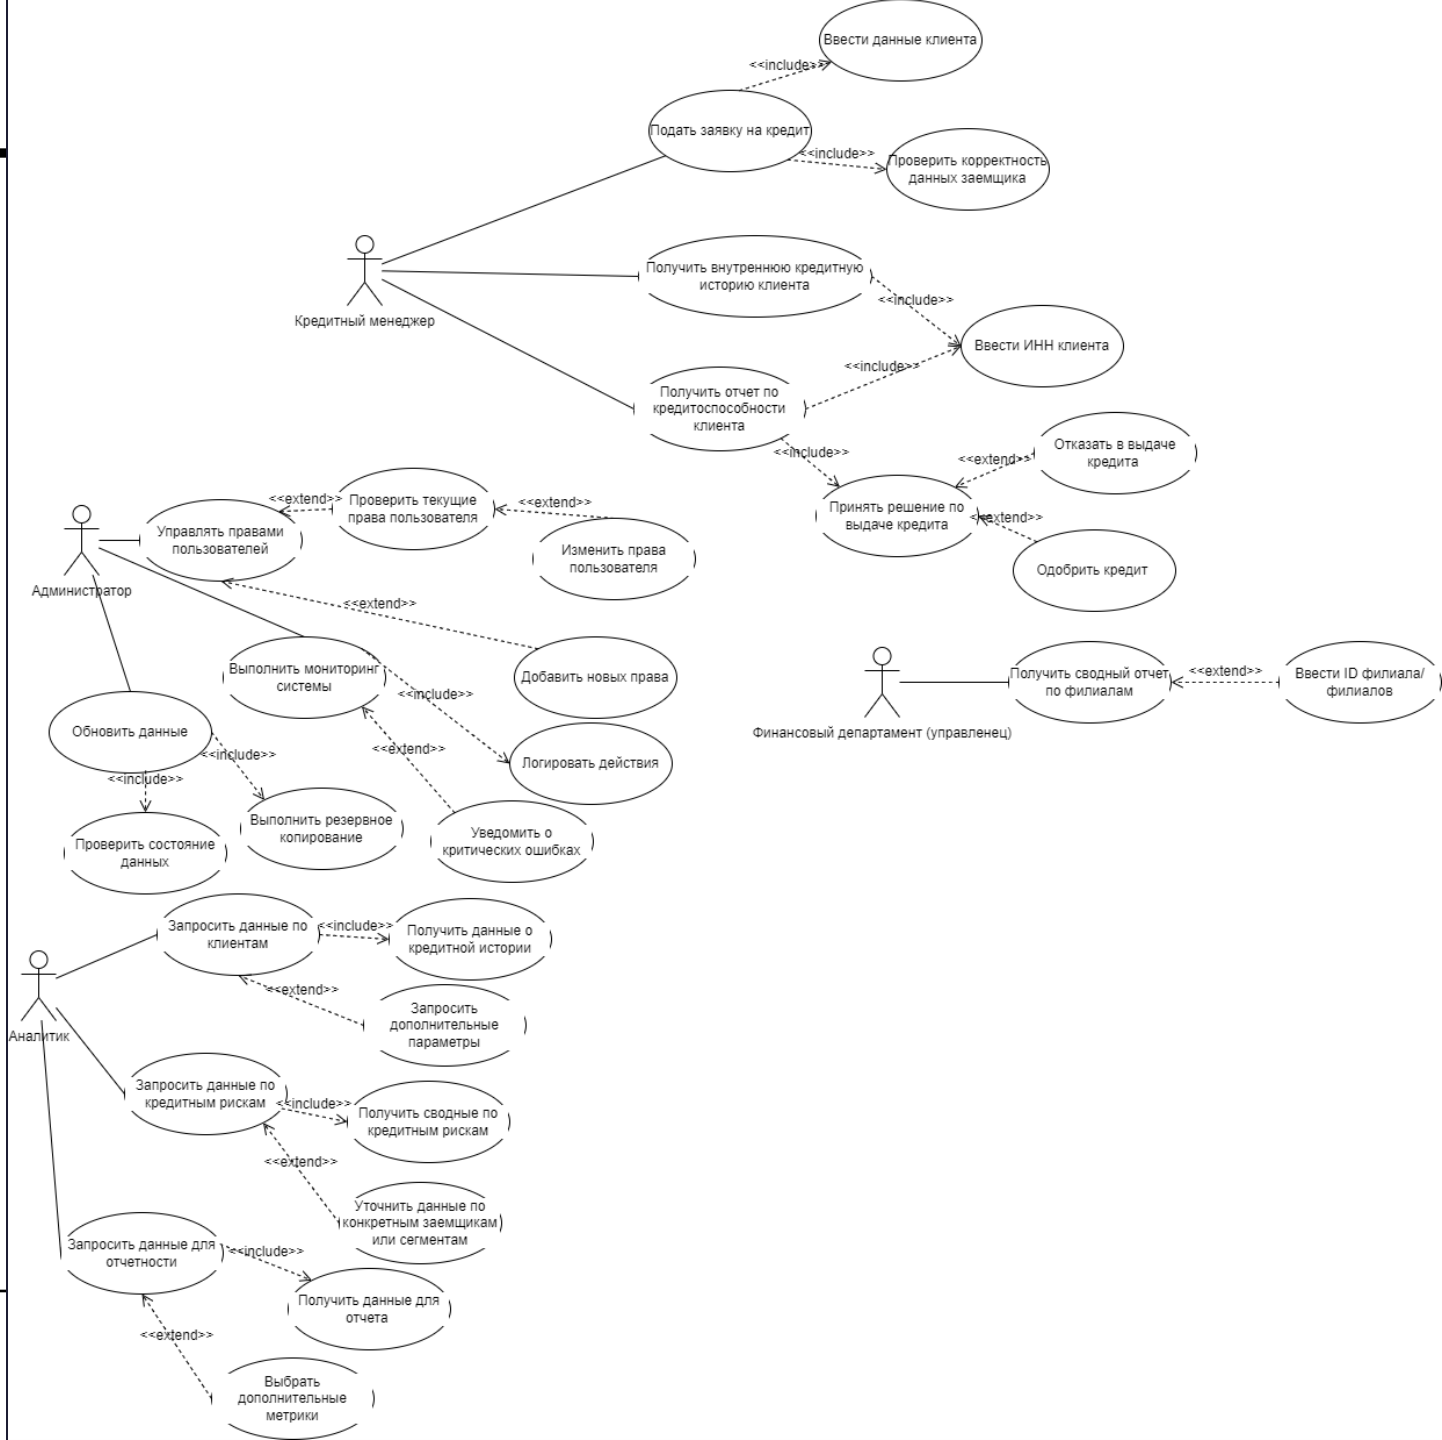 Ввести данные клиента
<<include>>
Подать заявку на кредит
<<include>>
Проверить корректность
данных заемщика
Кредитный менеджер
Получить внутреннюю кредитную
историю клиента
<<include>>
Ввести ИНН клиента
<<include>>
Получить отчет по
кредитоспособности
клиента
<<include>>
Отказать в выдаче
кредита
<<extend>>
Принять решение по
выдаче кредита
<<extend>>
Одобрить кредит
Администратор
Управлять правами
пользователей
<<extend>>
Проверить текущие
права пользователя
<<extend>>
Изменить права
пользователя
<<extend>>
Добавить новых права
Выполнить мониторинг
системы
<<include>>
Логировать действия
<<extend>>
Уведомить о
критических ошибках
Обновить данные
<<include>>
<<include>>
Выполнить резервное
копирование
Проверить состояние
данных
Финансовый департамент (управленец)
Получить сводный отчет
по филиалам
<<extend>>
Ввести ID филиала/
филиалов
Аналитик
Запросить данные по
клиентам
<<include>>
Получить данные о
кредитной истории
<<extend>>
Запросить
дополнительные
параметры
Запросить данные по
кредитным рискам
<<include>>
Получить сводные по
кредитным рискам
<<extend>>
Уточнить данные по
конкретным заемщикам
или сегментам
Запросить данные для
отчетности
<<include>>
Получить данные для
отчета
<<extend>>
Выбрать
дополнительные
метрики